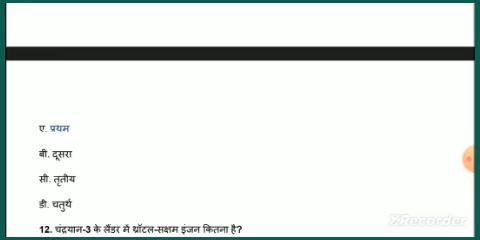 ए. प्रथम
बी. दूसरा
सी. तृतीय
डी. चतुर्थ
12. चंद्रयान-3 के लैंडर में थ्रॉटल-सक्षम इंजन कितना है?
XRecorder